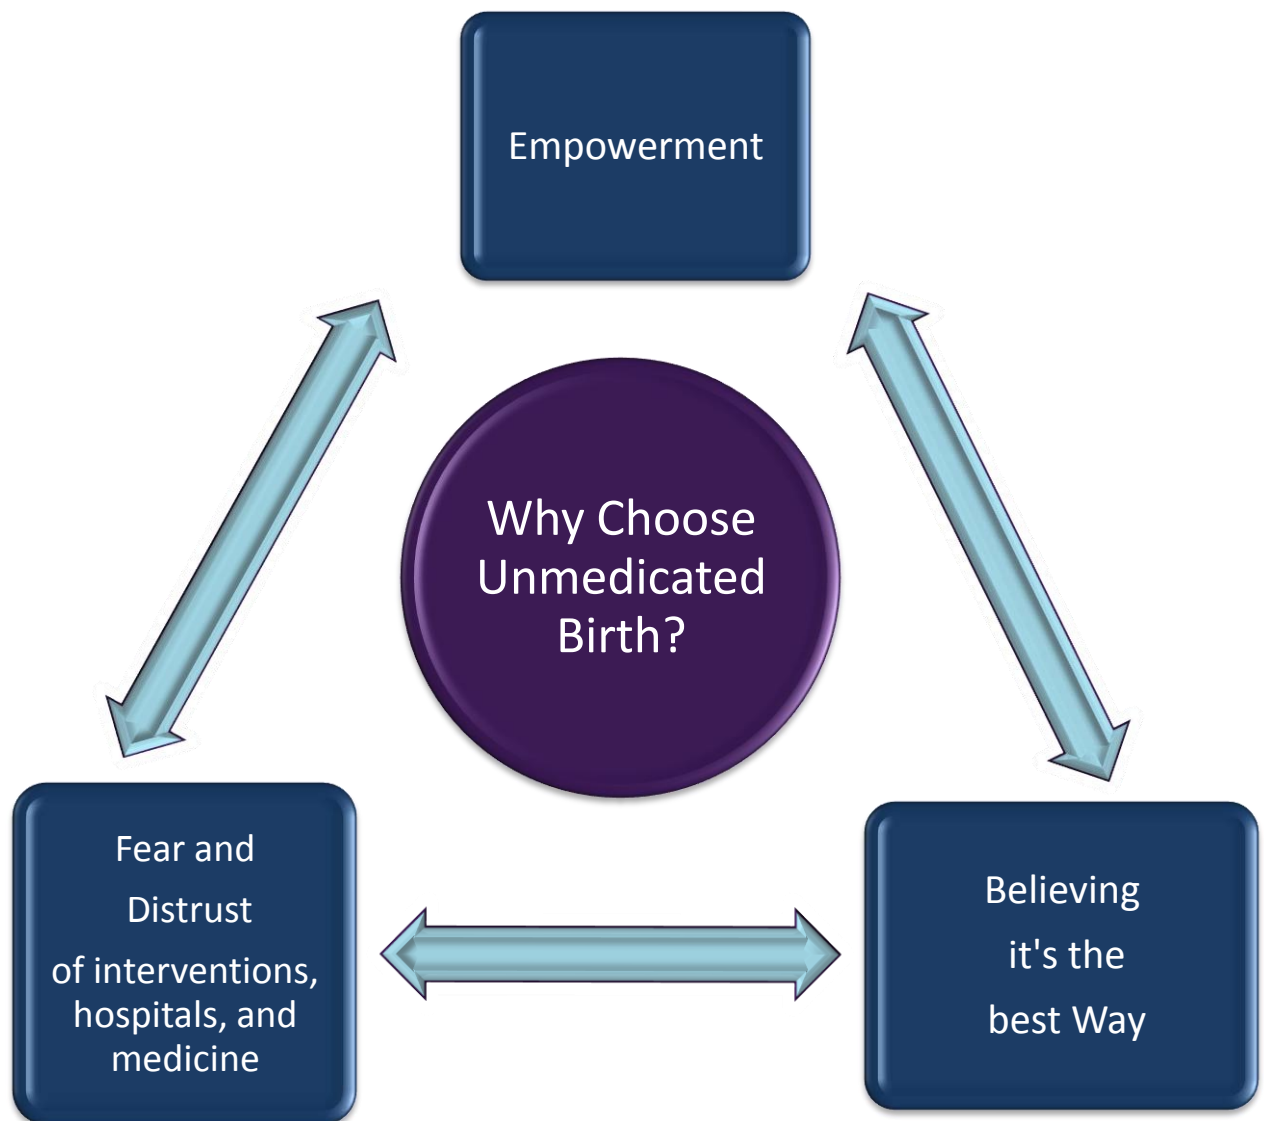 Empowerment
Why Choose
Unmedicated
Birth?
Fear and
Distrust
of interventions,
hospitals, and
medicine
Believing
it's the
best Way